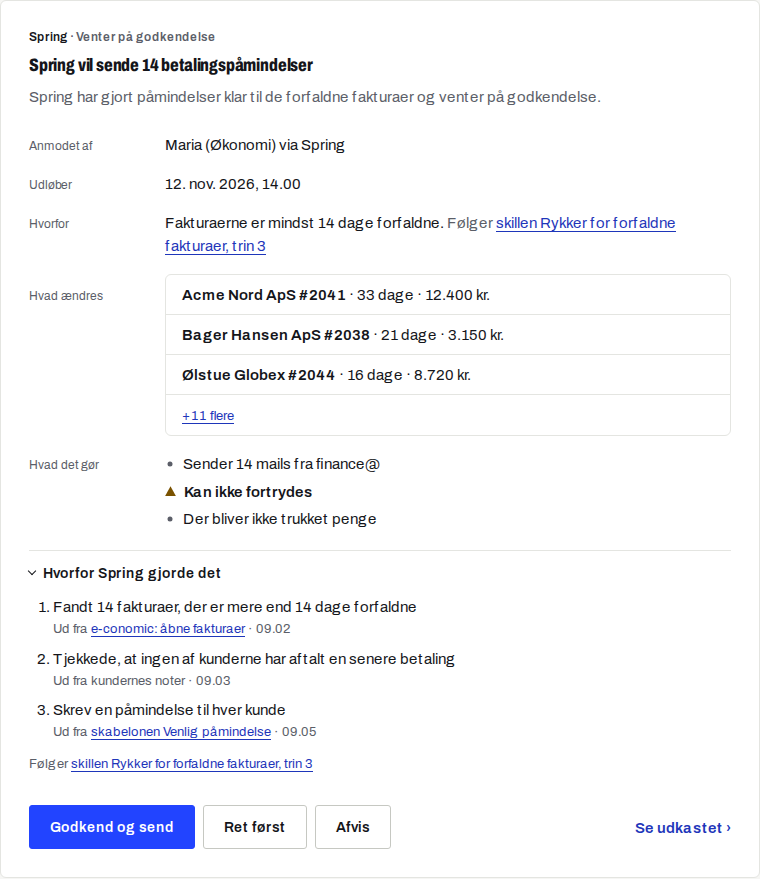 Spring · Venter på godkendelse
Spring vil sende 14 betalingspåmindelser
Spring har gjort påmindelser klar til de forfaldne fakturaer og venter på godkendelse.
Anmodet af
Maria (Økonomi) via Spring
Udløber
12. nov. 2026, 14.00
Hvorfor
Fakturaerne er mindst 14 dage forfaldne. Følger skillen Rykker for forfaldne
fakturaer, trin 3
Hvad ændres
Acme Nord ApS #2041 · 33 dage · 12.400 kr.
Bager Hansen ApS #2038 · 21 dage · 3.150 kr.
Ølstue Globex #2044 · 16 dage · 8.720 kr.
+11 flere
Hvad det gør
Sender 14 mails fra finance@
Kan ikke fortrydes
Der bliver ikke trukket penge
Hvorfor Spring gjorde det
1. Fandt 14 fakturaer, der er mere end 14 dage forfaldne
Ud fra e-conomic: åbne fakturaer · 09.02
2. Tjekkede, at ingen af kunderne har aftalt en senere betaling
Ud fra kundernes noter · 09.03
3. Skrev en påmindelse til hver kunde
Ud fra skabelonen Venlig påmindelse · 09.05
Følger skillen Rykker for forfaldne fakturaer, trin 3
Godkend og send
Ret først
Afvis
Se udkastet ›